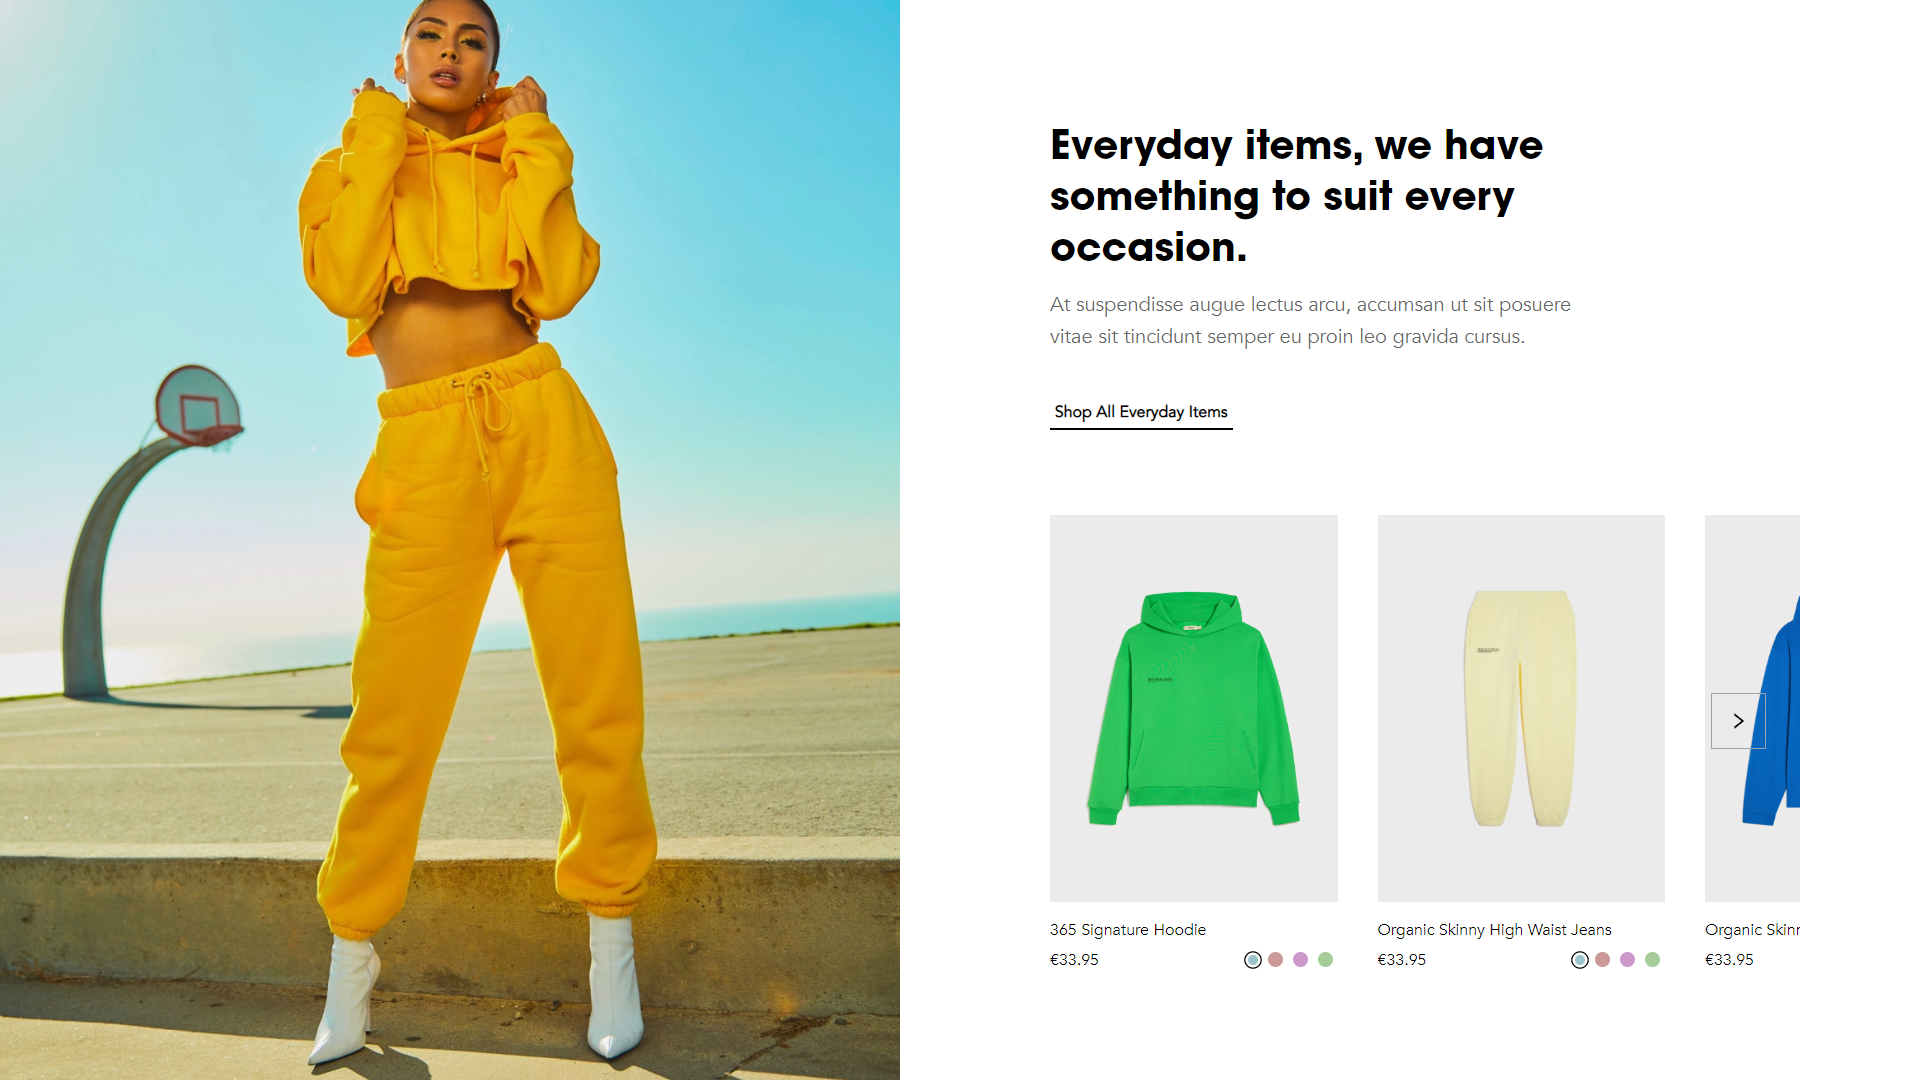 Everyday items, we have
something to suit every
occasion.
At suspendisse augue lectus arcu, accumsan ut sit posuere
vitae sit tincidunt semper eu proin leo gravida cursus.
Shop All Everyday Items
365 Signature Hoodie
€33.95
Organic Skinny High Waist Jeans
€33.95
Organic
€33.95